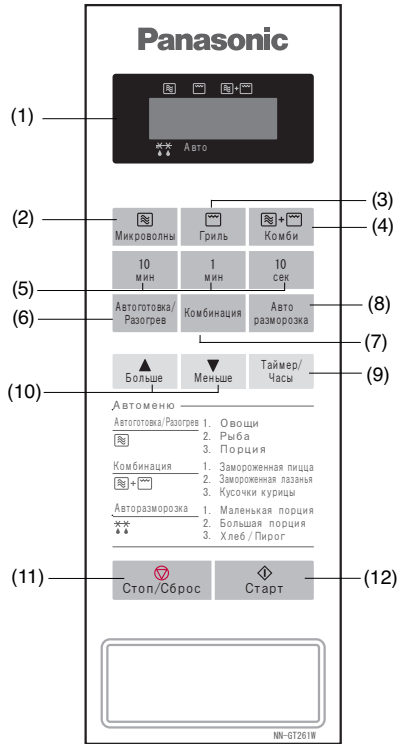 Panasonic
(1)
+
Авто
(3)
(2)
+
(4)
Микроволны
Гриль
Комби
10
мин
1
мин
10
сек
(5)
(6)
Автоготовка/
Разогрев
Комбинация
Авто
разморозка
(8)
(7)
Больше
Меньше
Таймер/
Часы
(9)
(10)
Автоменю
Автоготовка/Разогрев
1. Овощи
2. Рыба
3. Порция
Комбинация
+
1. Замороженная пицца
2. Замороженная лазанья
3. Кусочки курицы
Авторазморозка
1. Маленькая порция
2. Большая порция
3. Хлеб/Пирог
(11)
Стоп/Сброс
Старт
(12)
NN-GT261W